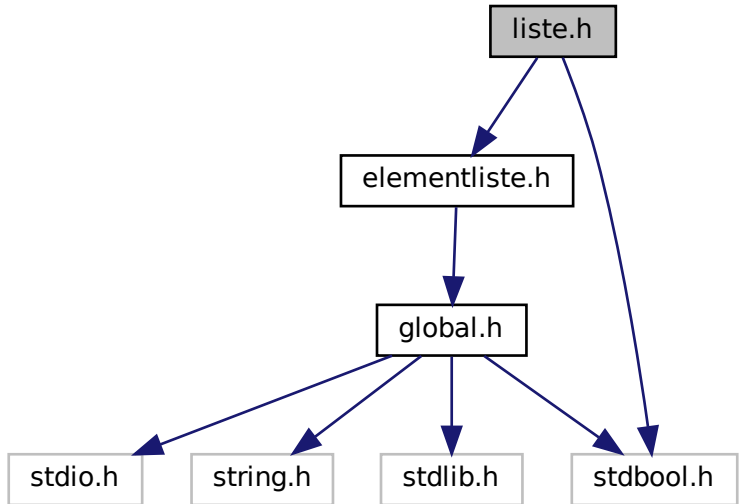 liste.h
elementliste.h
global.h
stdio.h
string.h
stdlib.h
stdbool.h